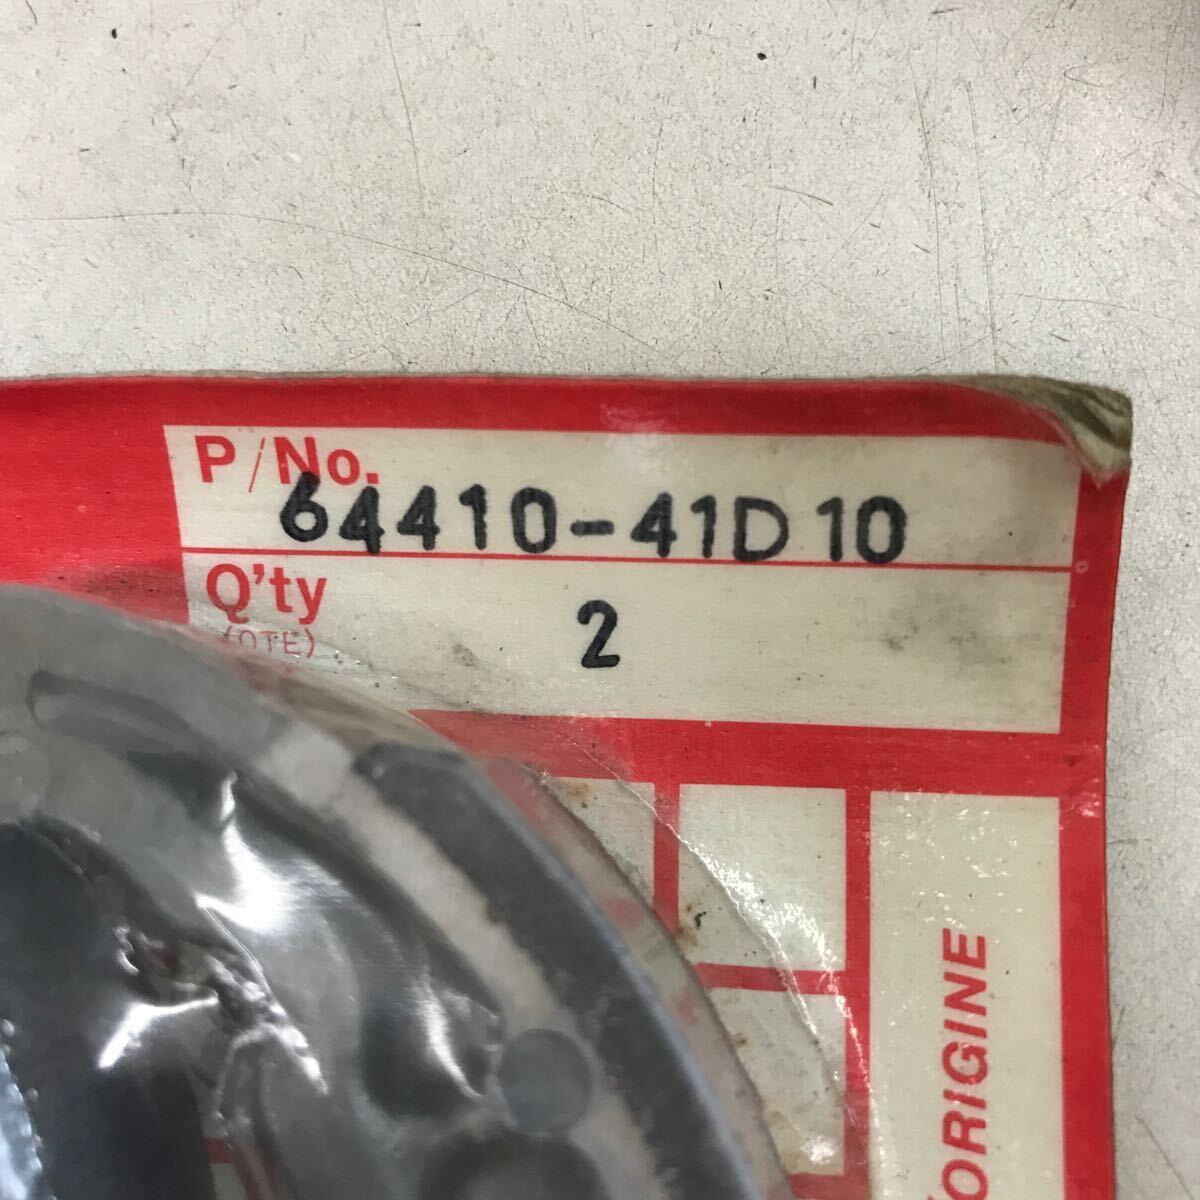 P/No.
64410-41D10
Q'ty
2
(QTE)
ORIGINE